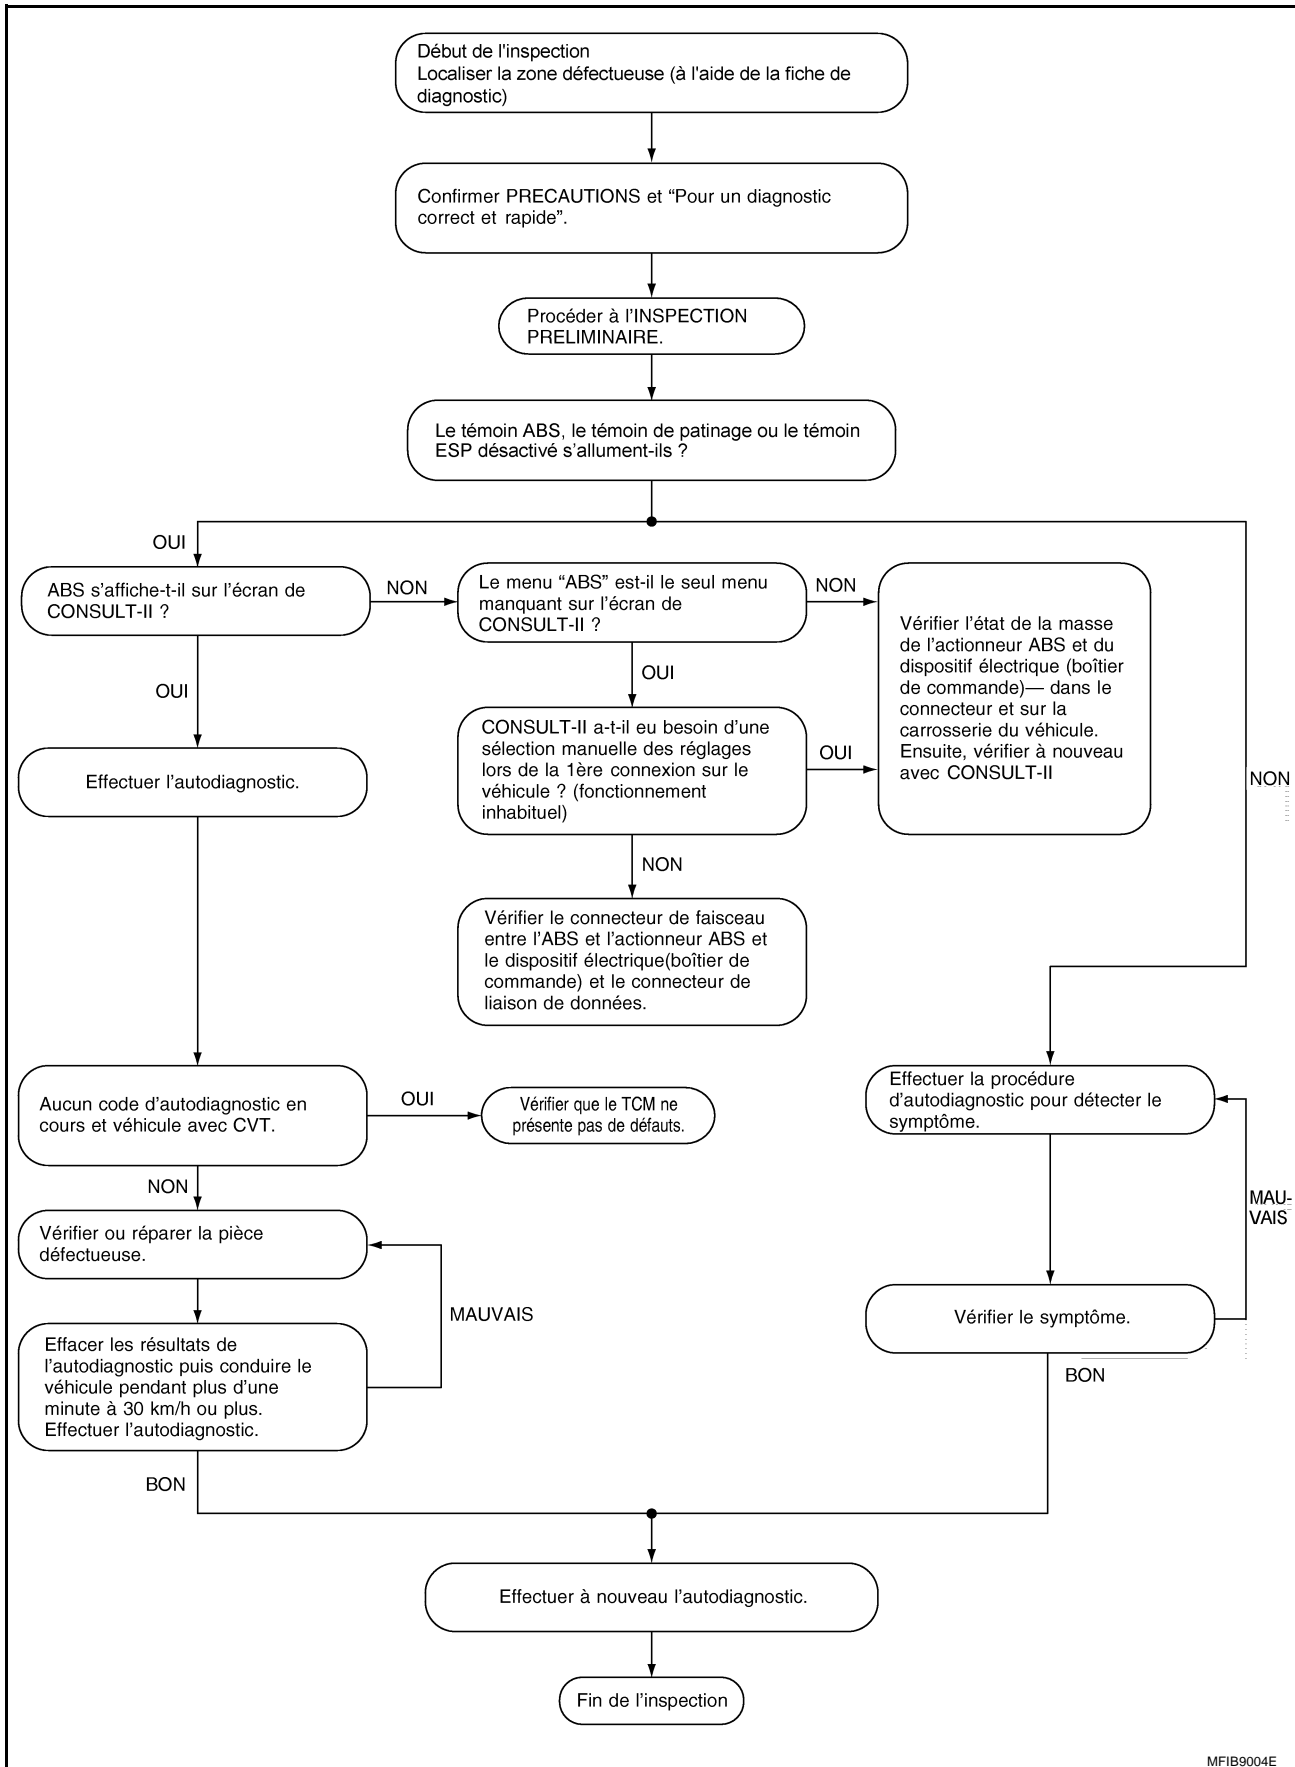 Début de l'inspection
Localiser la zone défectueuse (à l'aide de la fiche de
diagnostic)
Confirmer PRECAUTIONS et “Pour un diagnostic
correct et rapide”.
Procéder à l’INSPECTION
PRELIMINAIRE.
Le témoin ABS, le témoin de patinage ou le témoin
ESP désactivé s’allument-ils ?
OUI
ABS s’affiche-t-il sur l’écran de
CONSULT-II ?
NON
Le menu “ABS” est-il le seul menu
manquant sur l’écran de
CONSULT-II ?
NON
Vérifier l’état de la masse
de l’actionneur ABS et du
dispositif électrique (boîtier
de commande)— dans le
connecteur et sur la
carrosserie du véhicule.
Ensuite, vérifier à nouveau
avec CONSULT-II
OUI
OUI
CONSULT-II a-t-il eu besoin d’une
sélection manuelle des réglages
lors de la 1ère connexion sur le
véhicule ? (fonctionnement
inhabituel)
OUI
NON
Effectuer l’autodiagnostic.
NON
Vérifier le connecteur de faisceau
entre l’ABS et l’actionneur ABS et
le dispositif électrique(boîtier de
commande) et le connecteur de
liaison de données.
Aucun code d’autodiagnostic en
cours et véhicule avec CVT.
OUI
Vérifier que le TCM ne
présente pas de défauts.
Effectuer la procédure
d’autodiagnostic pour détecter le
symptôme.
NON
MAU-
VAIS
Vérifier ou réparer la pièce
défectueuse.
MAUVAIS
Vérifier le symptôme.
Effacer les résultats de
l’autodiagnostic puis conduire le
véhicule pendant plus d’une
minute à 30 km/h ou plus.
Effectuer l’autodiagnostic.
BON
BON
Effectuer à nouveau l’autodiagnostic.
Fin de l’inspection
MFIB9004E